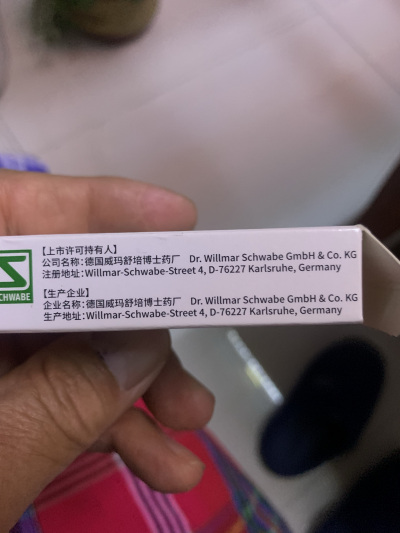 【上市许可持有人】
公司名称：德国威玛舒培博士药厂 Dr. Willmar Schwabe GmbH & Co. KG
注册地址：Willmar-Schwabe-Street 4, D-76227 Karlsruhe, Germany
【生产企业】
企业名称：德国威玛舒培博士药厂 Dr. Willmar Schwabe GmbH & Co. KG
生产地址：Willmar-Schwabe-Street 4, D-76227 Karlsruhe, Germany
SCHWABE